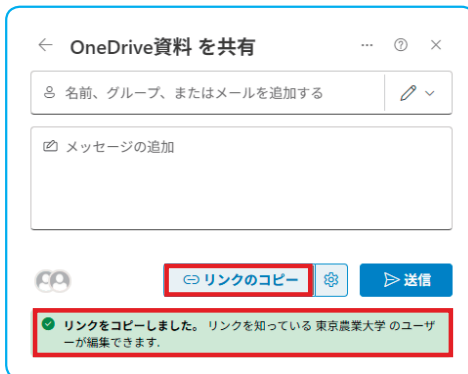 OneDrive資料 を共有
名前、グループ、またはメールを追加する
メッセージの追加
リンクのコピー
送信
リンクをコピーしました。 リンクを知っている 東京農業大学 のユーザ
ーが編集できます.